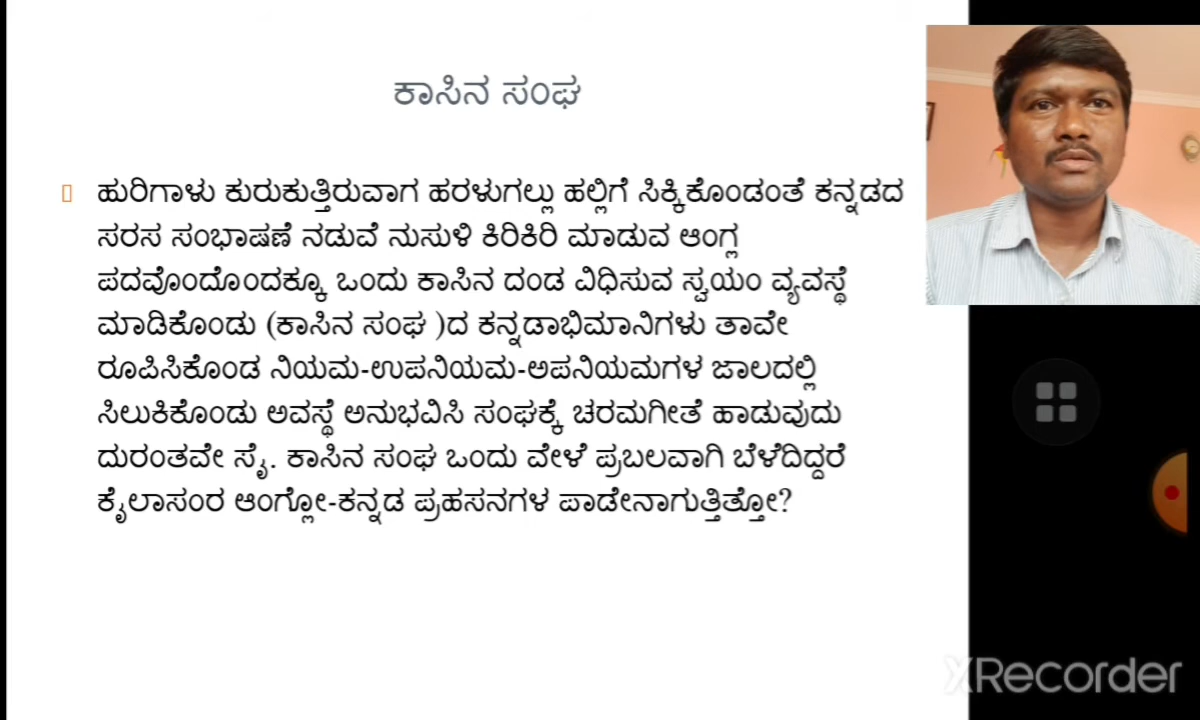 ಕಾಸಿನ ಸಂಘ
ಹುರಿಗಾಳು ಕುರುಕುತ್ತಿರುವಾಗ ಹರಳುಗಲ್ಲು ಹಲ್ಲಿಗೆ ಸಿಕ್ಕಿಕೊಂಡಂತೆ ಕನ್ನಡದ
ಸರಸ ಸಂಭಾಷಣೆ ನಡುವೆ ನುಸುಳಿ ಕಿರಿಕಿರಿ ಮಾಡುವ ಆಂಗ್ಲ
ಪದವೊಂದೊಂದಕ್ಕೂ ಒಂದು ಕಾಸಿನ ದಂಡ ವಿಧಿಸುವ ಸ್ವಯಂ ವ್ಯವಸ್ಥೆ
ಮಾಡಿಕೊಂಡು (ಕಾಸಿನ ಸಂಘ )ದ ಕನ್ನಡಾಭಿಮಾನಿಗಳು ತಾವೇ
ರೂಪಿಸಿಕೊಂಡ ನಿಯಮ-ಉಪನಿಯಮ-ಅಪನಿಯಮಗಳ ಜಾಲದಲ್ಲಿ
ಸಿಲುಕಿಕೊಂಡು ಅವಸ್ಥೆ ಅನುಭವಿಸಿ ಸಂಘಕ್ಕೆ ಚರಮಗೀತೆ ಹಾಡುವುದು
ದುರಂತವೇ ಸೈ. ಕಾಸಿನ ಸಂಘ ಒಂದು ವೇಳೆ ಪ್ರಬಲವಾಗಿ ಬೆಳೆದಿದ್ದರೆ
ಕೈಲಾಸಂರ ಆಂಗ್ಲೋ-ಕನ್ನಡ ಪ್ರಹಸನಗಳ ಪಾಡೇನಾಗುತ್ತಿತ್ತೋ?
XRecorder